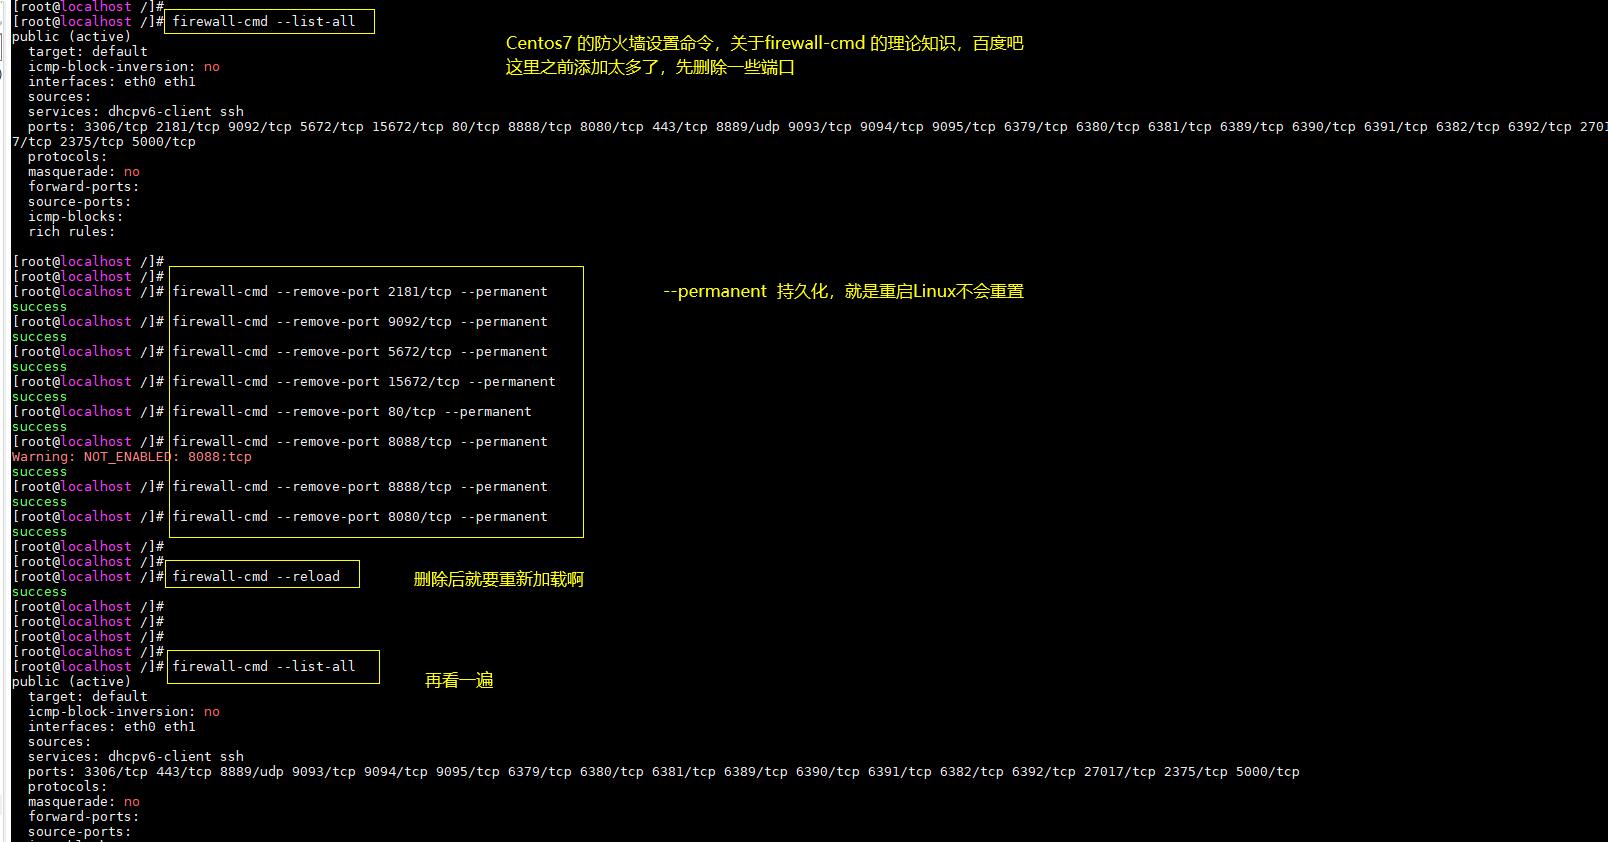 [root@localhost /]#
[root@localhost /]# firewall-cmd --list-all
public (active)
  target: default
  icmp-block-inversion: no
  interfaces: eth0 eth1
  sources:
  services: dhcpv6-client ssh
  ports: 3306/tcp 2181/tcp 9092/tcp 5672/tcp 15672/tcp 80/tcp 8888/tcp 8080/tcp 443/tcp 8889/udp 9093/tcp 9094/tcp 9095/tcp 6379/tcp 6380/tcp 6381/tcp 6389/tcp 6390/tcp 6391/tcp 6382/tcp 6392/tcp 2701
7/tcp 2375/tcp 5000/tcp
  protocols:
  masquerade: no
  forward-ports:
  source-ports:
  icmp-blocks:
  rich rules:
Centos7 的防火墙设置命令，关于firewall-cmd 的理论知识，百度吧
这里之前添加太多了，先删除一些端口
[root@localhost /]#
[root@localhost /]#
[root@localhost /]# firewall-cmd --remove-port 2181/tcp --permanent
success
[root@localhost /]# firewall-cmd --remove-port 9092/tcp --permanent
success
[root@localhost /]# firewall-cmd --remove-port 5672/tcp --permanent
success
[root@localhost /]# firewall-cmd --remove-port 15672/tcp --permanent
success
[root@localhost /]# firewall-cmd --remove-port 80/tcp --permanent
success
[root@localhost /]# firewall-cmd --remove-port 8088/tcp --permanent
Warning: NOT_ENABLED: 8088:tcp
success
[root@localhost /]# firewall-cmd --remove-port 8888/tcp --permanent
success
[root@localhost /]# firewall-cmd --remove-port 8080/tcp --permanent
success
--permanent 持久化，就是重启Linux不会重置
[root@localhost /]#
[root@localhost /]#
[root@localhost /]# firewall-cmd --reload
success
删除后就要重新加载啊
[root@localhost /]#
[root@localhost /]#
[root@localhost /]#
[root@localhost /]#
[root@localhost /]# firewall-cmd --list-all
再看一遍
public (active)
  target: default
  icmp-block-inversion: no
  interfaces: eth0 eth1
  sources:
  services: dhcpv6-client ssh
  ports: 3306/tcp 443/tcp 8889/udp 9093/tcp 9094/tcp 9095/tcp 6379/tcp 6380/tcp 6381/tcp 6389/tcp 6390/tcp 6391/tcp 6382/tcp 6392/tcp 27017/tcp 2375/tcp 5000/tcp
  protocols:
  masquerade: no
  forward-ports:
  source-ports: